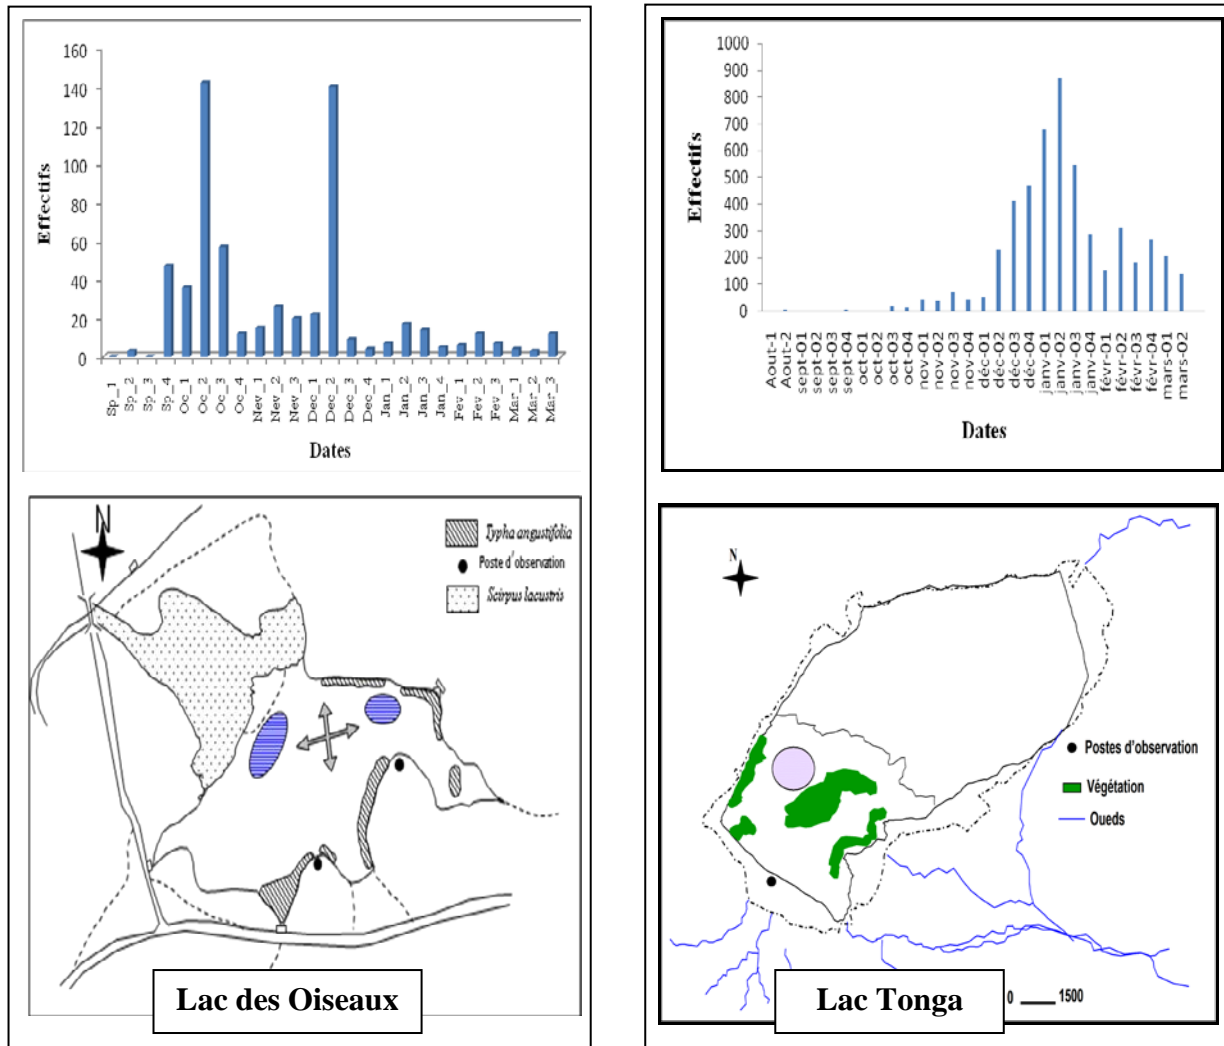 160
140
120
100
80
60
40
20
0
Effectifs
Sp_1
Sp_2
Sp_3
Sp_4
Oc_1
Oc_2
Oc_3
Oc_4
Nev_1
Nev_2
Nev_3
Dec_1
Dec_2
Dec_3
Dec_4
Jan_1
Jan_2
Jan_3
Jan_4
Fev_1
Fev_2
Fev_3
Mar_1
Mar_2
Mar_3
Dates
1000
900
800
700
600
500
400
300
200
100
0
Effectifs
Aout-1
Aout-2
sept-01
sept-02
sept-03
sept-04
oct-01
oct-02
oct-03
oct-04
nov-01
nov-02
nov-03
nov-04
déc-01
déc-02
déc-03
déc-04
janv-01
janv-02
janv-03
janv-04
févr-01
févr-02
févr-03
févr-04
mars-01
mars-02
Dates
N
Typha angustifolia
Poste d'observation
Scirpus lacustris
Lac des Oiseaux
N
Postes d'observation
Végétation
Oueds
Lac Tonga
0 1500